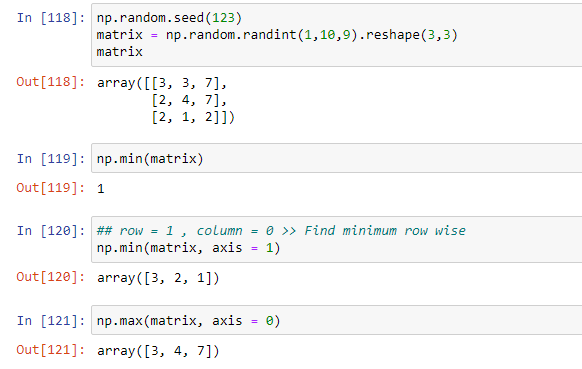 In [118]: np.random.seed(123)
matrix = np.random.randint(1,10,9).reshape(3,3)
matrix
Out[118]: array([[3, 3, 7],
[2, 4, 7],
[2, 1, 2]])
In [119]: np.min(matrix)
Out[119]: 1
In [120]: ## row = 1 , column = 0 >> Find minimum row wise
np.min(matrix, axis = 1)
Out[120]: array([3, 2, 1])
In [121]: np.max(matrix, axis = 0)
Out[121]: array([3, 4, 7])